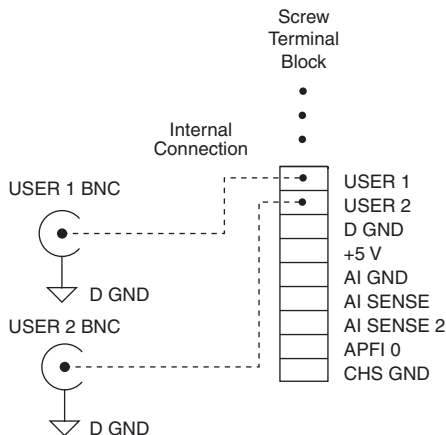 Screw
Terminal
Block
Internal
Connection
USER 1 BNC
D GND
USER 2 BNC
D GND
USER 1
USER 2
D GND
+5 V
AI GND
AI SENSE
AI SENSE 2
APFI 0
CHS GND